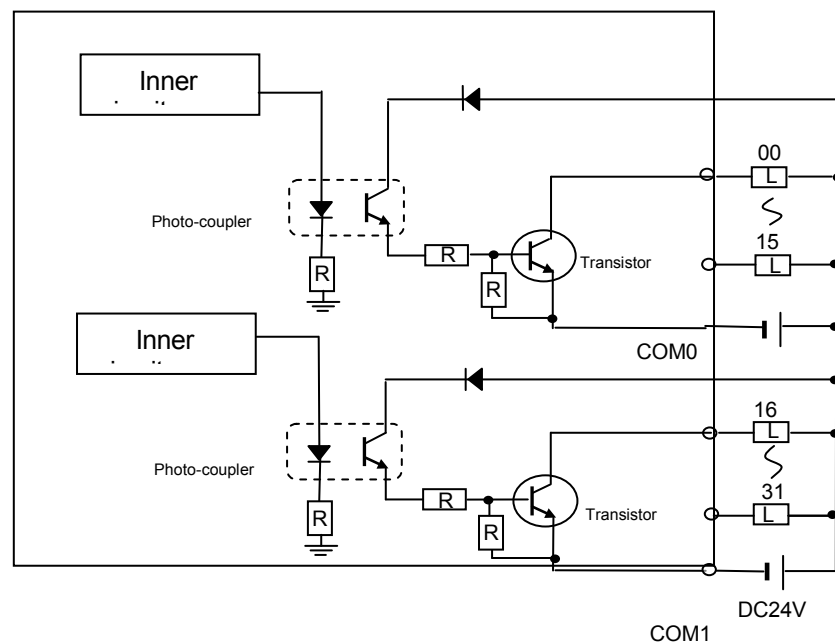 Inner
00
L
Photo-coupler
R
R
R
Transistor
15
L
Inner
COM0
16
L
Photo-coupler
R
R
R
Transistor
31
L
DC24V
COM1